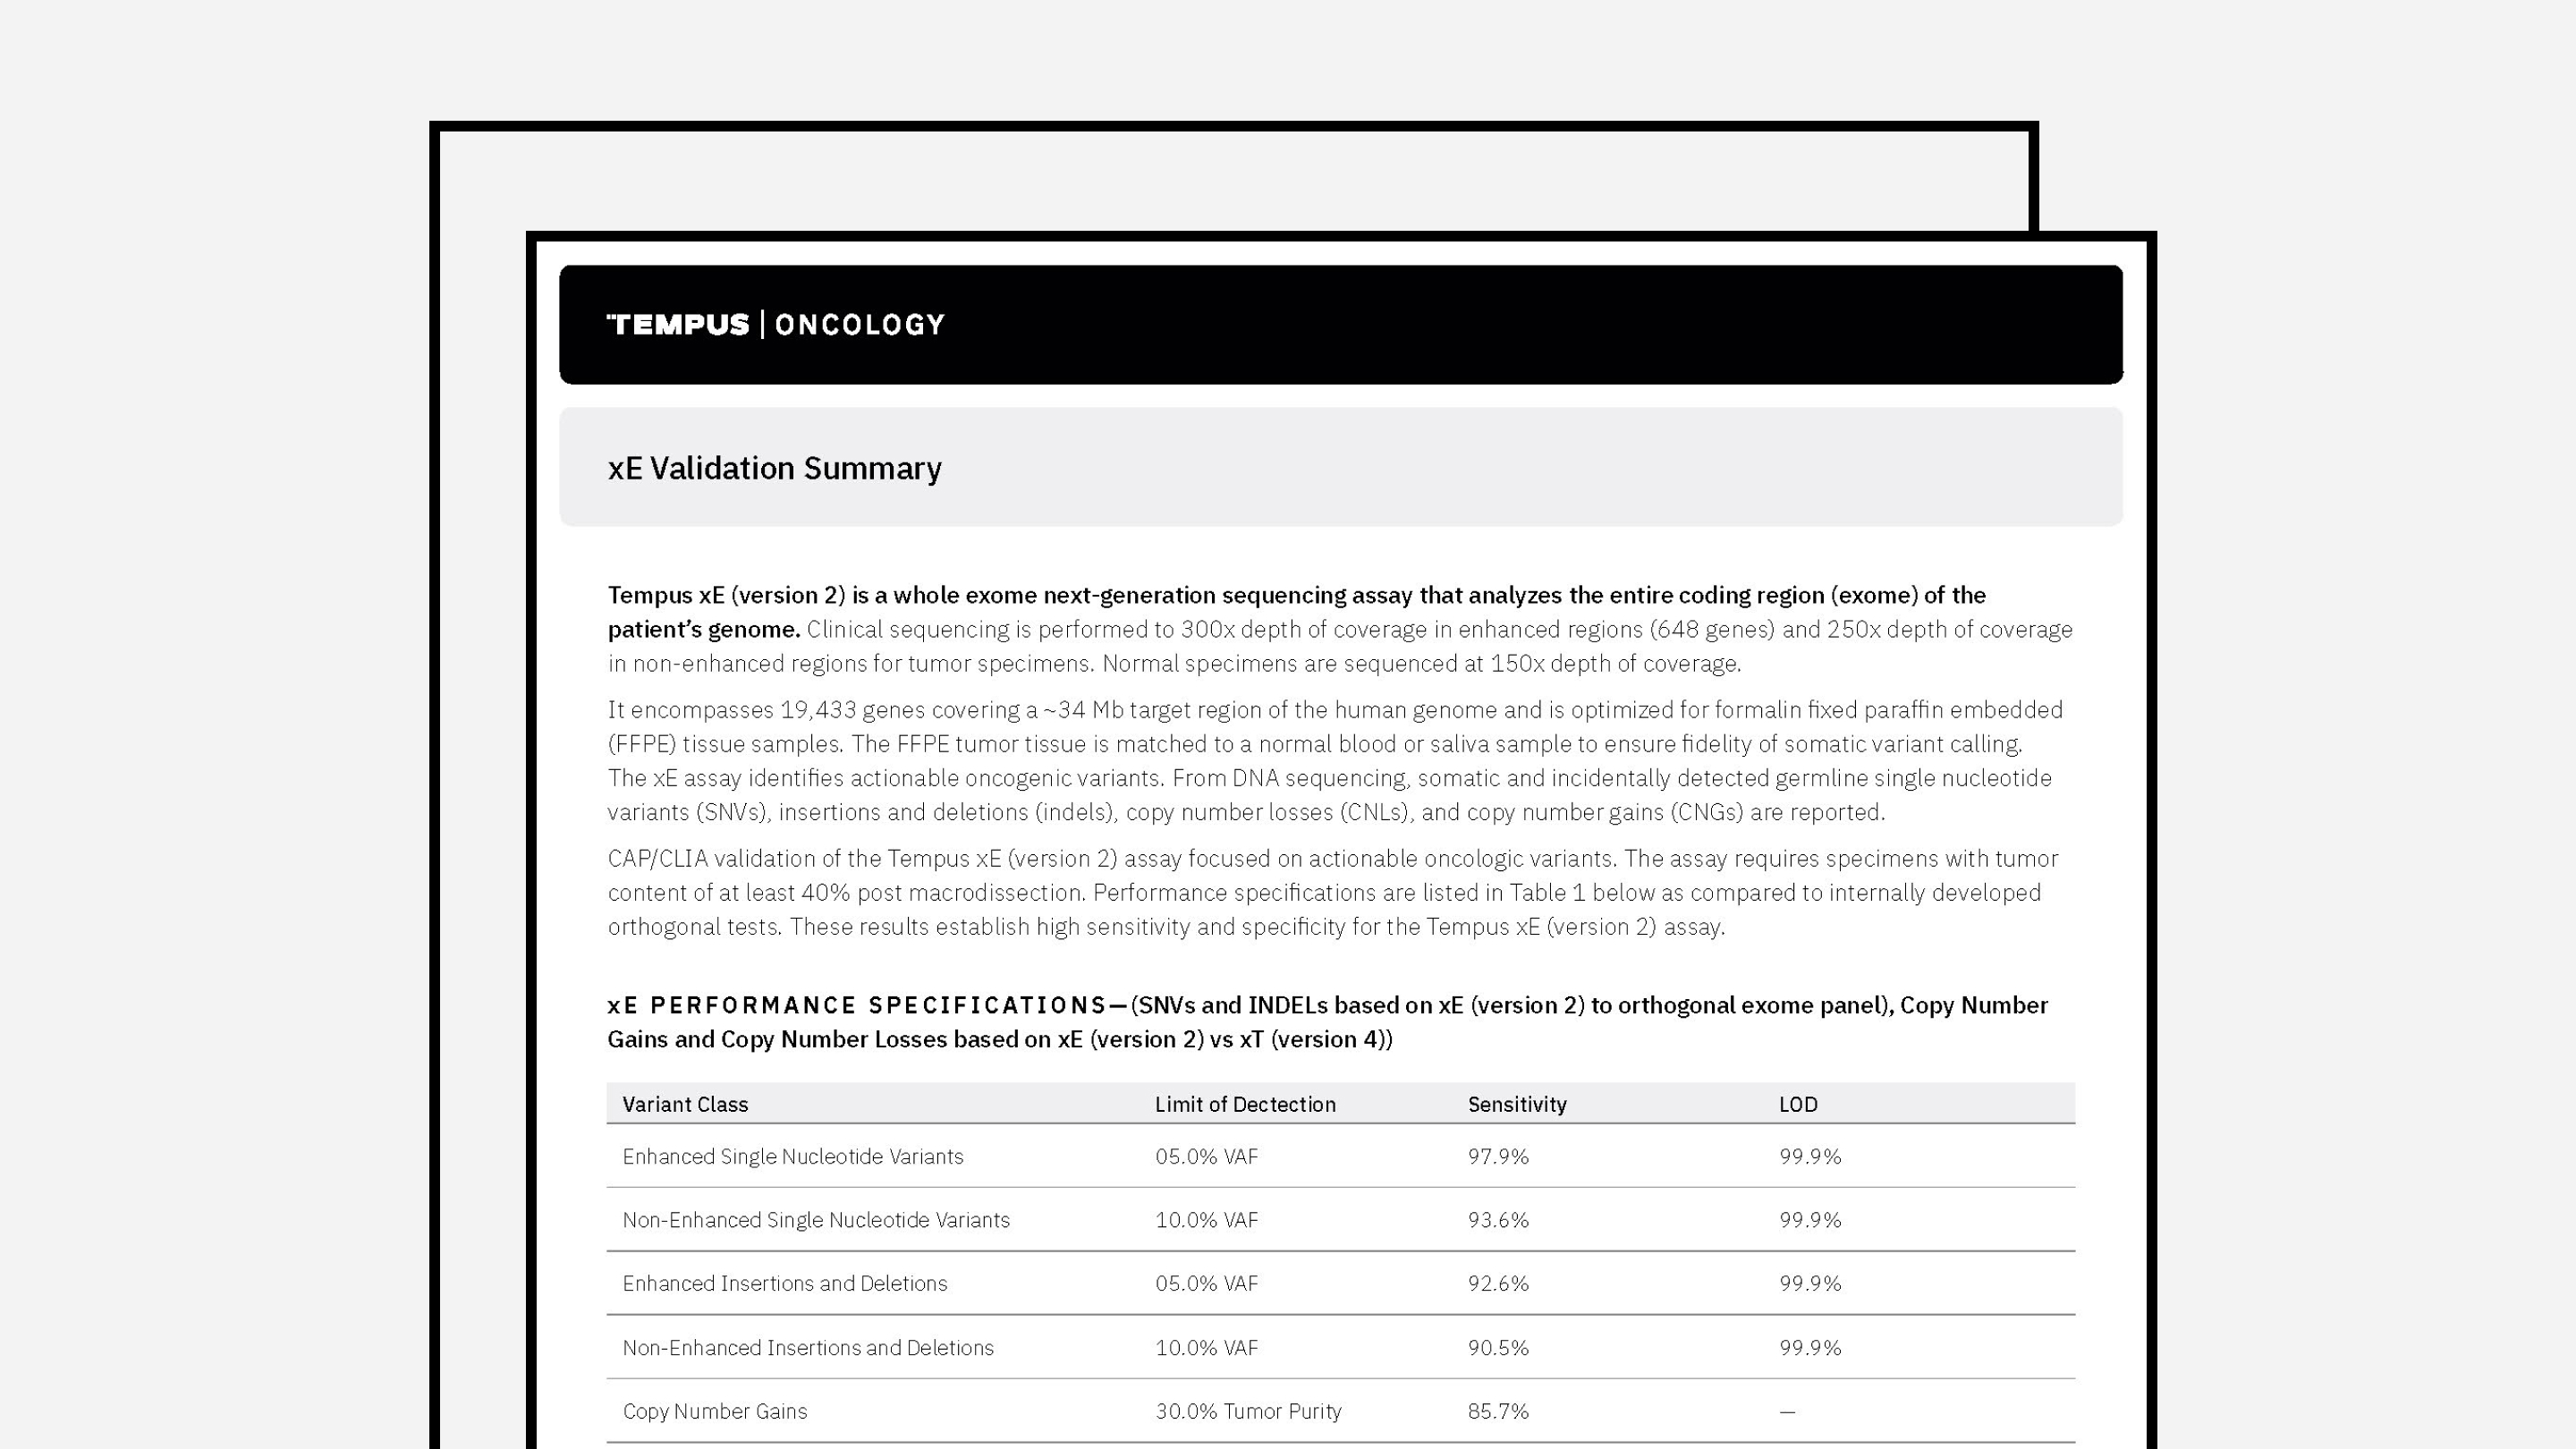 TEMPUS | ONCOLOGY
xE Validation Summary
Tempus xE (version 2) is a whole exome next-generation sequencing assay that analyzes the entire coding region (exome) of the
patient’s genome. Clinical sequencing is performed to 300x depth of coverage in enhanced regions (648 genes) and 250x depth of coverage
in non-enhanced regions for tumor specimens. Normal specimens are sequenced at 150x depth of coverage.
It encompasses 19,433 genes covering a ~34 Mb target region of the human genome and is optimized for formalin fixed paraffin embedded
(FFPE) tissue samples. The FFPE tumor tissue is matched to a normal blood or saliva sample to ensure fidelity of somatic variant calling.
The xE assay identifies actionable oncogenic variants. From DNA sequencing, somatic and incidentally detected germline single nucleotide
variants (SNVs), insertions and deletions (indels), copy number losses (CNLs), and copy number gains (CNGs) are reported.
CAP/CLIA validation of the Tempus xE (version 2) assay focused on actionable oncologic variants. The assay requires specimens with tumor
content of at least 40% post macrodissection. Performance specifications are listed in Table 1 below as compared to internally developed
orthogonal tests. These results establish high sensitivity and specificity for the Tempus xE (version 2) assay.
xE PERFORMANCE SPECIFICATIONS—(SNVs and INDELs based on xE (version 2) to orthogonal exome panel), Copy Number
Gains and Copy Number Losses based on xE (version 2) vs xT (version 4))
Variant Class Limit of Dectection Sensitivity LOD
Enhanced Single Nucleotide Variants 05.0% VAF 97.9% 99.9%
Non-Enhanced Single Nucleotide Variants 10.0% VAF 93.6% 99.9%
Enhanced Insertions and Deletions 05.0% VAF 92.6% 99.9%
Non-Enhanced Insertions and Deletions 10.0% VAF 90.5% 99.9%
Copy Number Gains 30.0% Tumor Purity 85.7% —